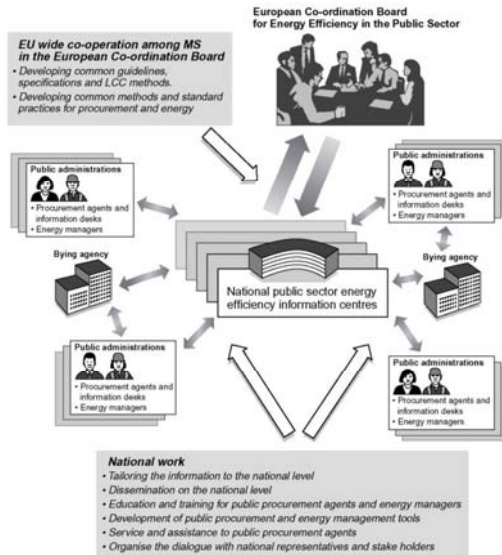 European Co-ordination Board
for Energy Efficiency in the Public Sector
EU wide co-operation among MS
in the European Co-ordination Board
• Developing common guidelines,
specifications and LCC methods.
• Developing common methods and standard
practices for procurement and energy
Public administrations
• Procurement agents and
information desks
• Energy managers
Public administrations
• Procurement agents and
information desks
• Energy managers
Bying agency
Bying agency
National public sector energy
efficiency information centres
Public administrations
• Procurement agents and
information desks
• Energy managers
Public administrations
• Procurement agents and
information desks
• Energy managers
National work
• Tailoring the information to the national level
• Dissemination on the national level
• Education and training for public procurement agents and energy managers
• Development of public procurement and energy management tools
• Service and assistance to public procurement agents
• Organise the dialogue with national representatives and stake holders